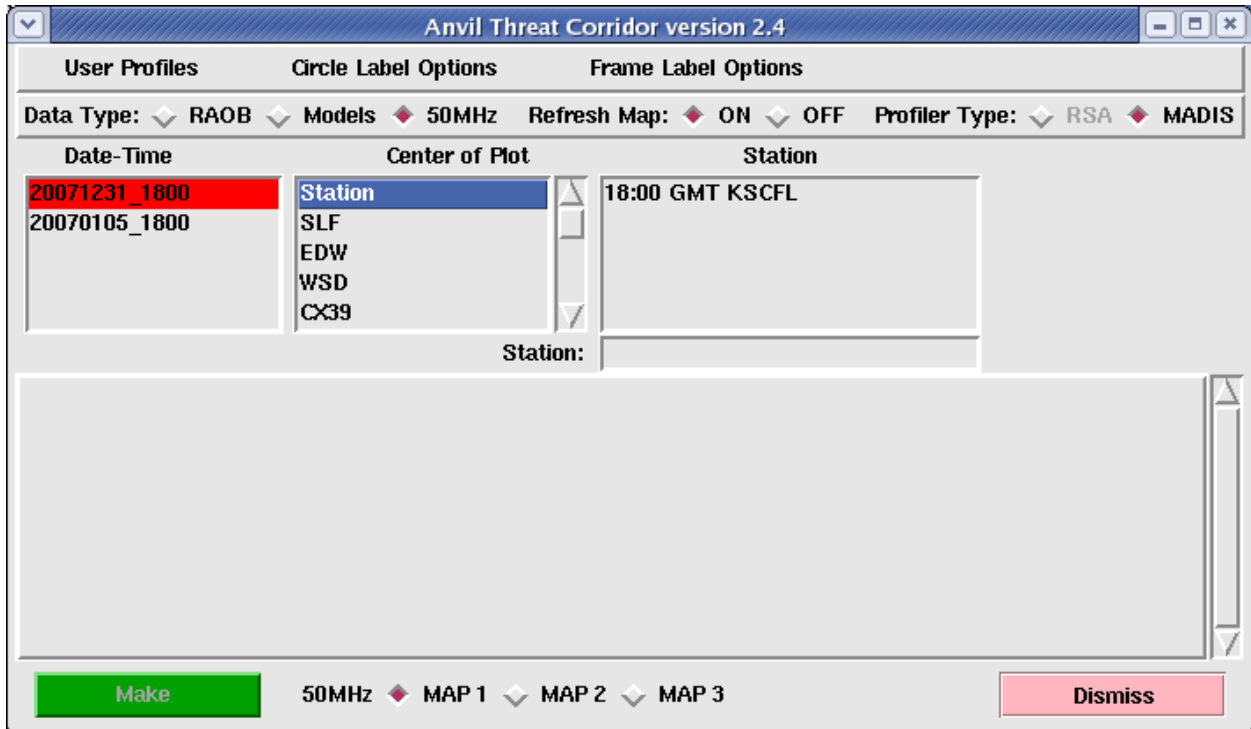 Anvil Threat Corridor version 2.4
User Profiles Circle Label Options Frame Label Options
Data Type: RAOB Models 50MHz Refresh Map: ON OFF Profiler Type: RSA MADIS
Date-Time Center of Plot Station
20071231_1800 Station 18:00 GMT KSCFL
20070105_1800 SLF
EDW
WSD
CX39
Station:
Make 50MHz MAP 1 MAP 2 MAP 3 Dismiss